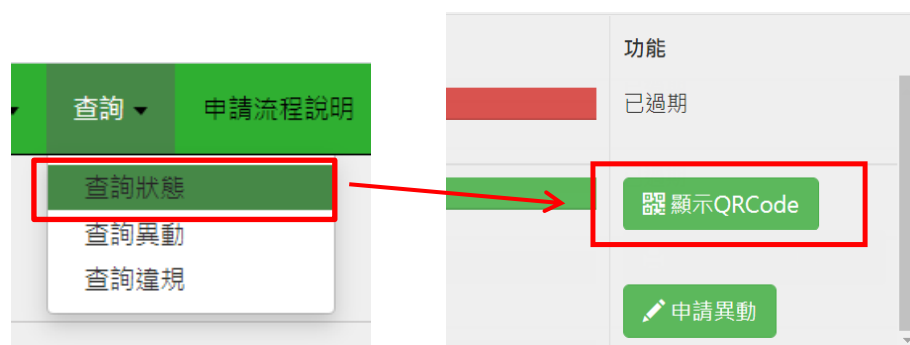 查詢
申請流程說明
查詢狀態
查詢異動
查詢違規
功能
已過期
顯示QRCode
申請異動